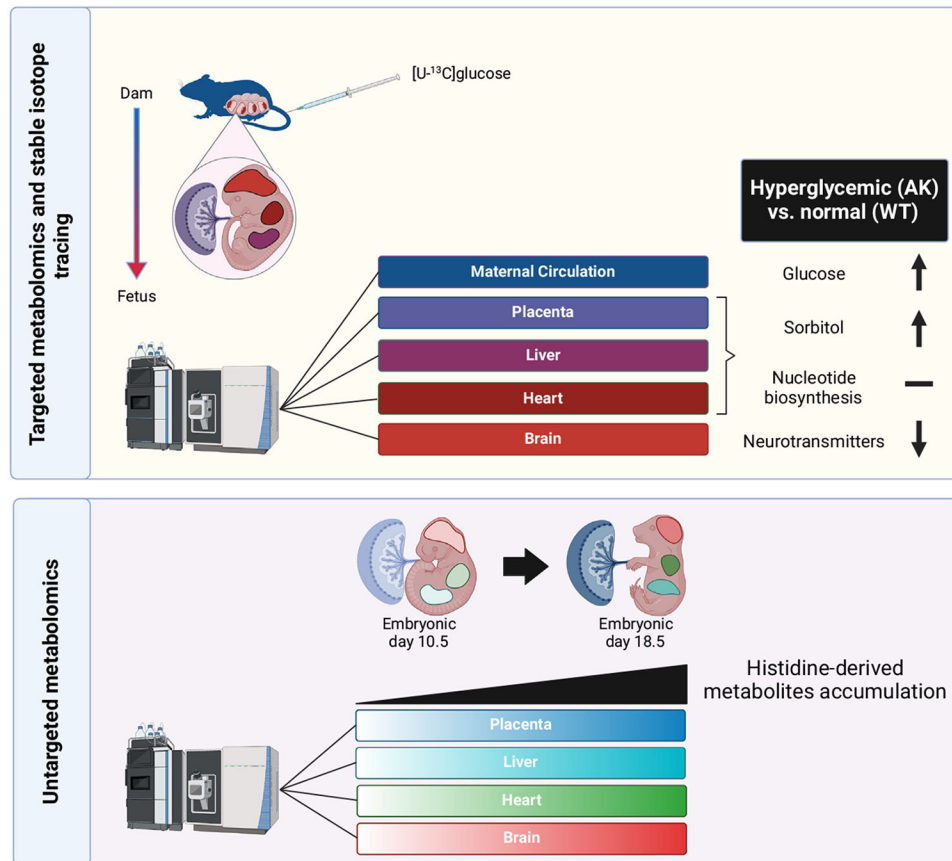 Targeted metabolomics and stable isotope
tracing
[U-¹³C]glucose
Dam
Fetus
Hyperglycemic (AK)
vs. normal (WT)
Maternal Circulation
Placenta
Liver
Heart
Brain
Glucose
Sorbitol
Nucleotide
biosynthesis
Neurotransmitters
Untargeted metabolomics
Embryonic
day 10.5
Embryonic
day 18.5
Histidine-derived
metabolites accumulation
Placenta
Liver
Heart
Brain